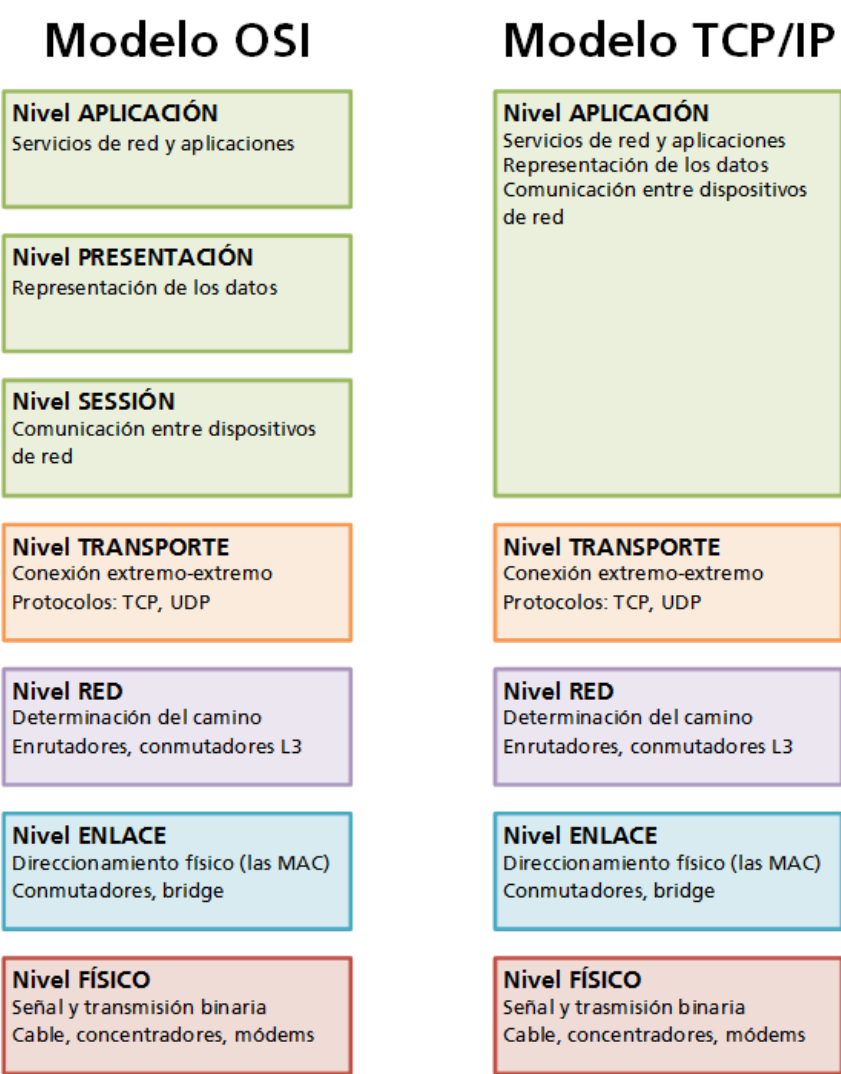 Modelo OSI
Nivel APLICACIÓN
Servicios de red y aplicaciones
Nivel PRESENTACIÓN
Representación de los datos
Nivel SESSIÓN
Comunicación entre dispositivos
de red
Nivel TRANSPORTE
Conexión extremo-extremo
Protocolos: TCP, UDP
Nivel RED
Determinación del camino
Enrutadores, conmutadores L3
Nivel ENLACE
Direccionamiento físico (las MAC)
Conmutadores, bridge
Nivel FÍSICO
Señal y transmisión binaria
Cable, concentradores, módems
Modelo TCP/IP
Nivel APLICACIÓN
Servicios de red y aplicaciones
Representación de los datos
Comunicación entre dispositivos
de red
Nivel TRANSPORTE
Conexión extremo-extremo
Protocolos: TCP, UDP
Nivel RED
Determinación del camino
Enrutadores, conmutadores L3
Nivel ENLACE
Direccionamiento físico (las MAC)
Conmutadores, bridge
Nivel FÍSICO
Señal y trasmisión binaria
Cable, concentradores, módems